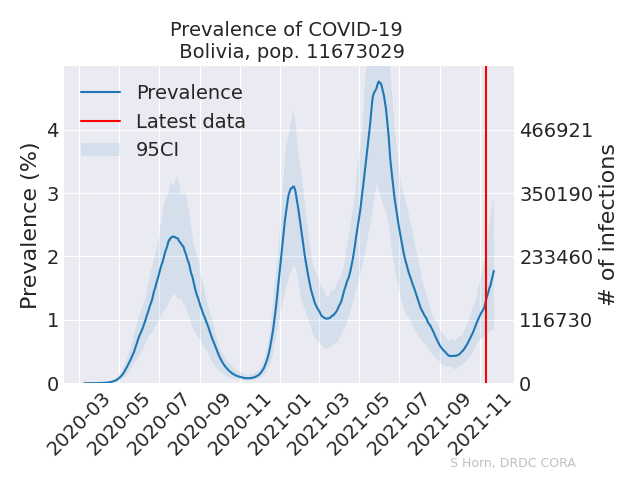 Prevalence of COVID-19
Bolivia, pop. 11673029
Prevalence
Latest data
95CI
Prevalence (%)
4
3
2
1
0
466921
350190
233460
116730
0
# of infections
2020-03
2020-05
2020-07
2020-09
2020-11
2021-01
2021-03
2021-05
2021-07
2021-09
2021-11
S Horn, DRDC CORA